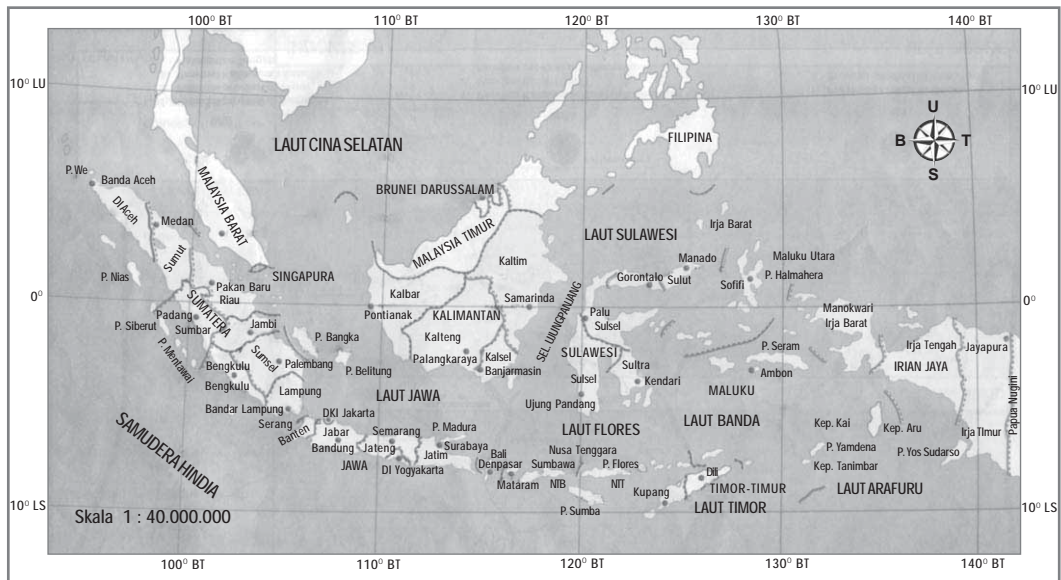 100° BT 110° BT 120° BT 130° BT 140° BT
10° LU 10° LU
U
B T
S
FILIPINA
LAUT CINA SELATAN
P. We
Banda Aceh
DI Aceh
MALAYSIA BARAT
BRUNEI DARUSSALAM
Medan
Sumut
MALAYSIA TIMUR
Irja Barat
LAUT SULAWESI
Kaltim
Manado
Maluku Utara
P. Nias
SINGAPURA
Gorontalo
Sulut
P. Halmahera
Sofifi
Pakan Baru
Riau
Kalbar
0° 0°
SUMATERA
Pontianak
KALIMANTAN
Samarinda
SEL UJUNGPANJANG
Manokwari
Padang
Sumbar
Palu
Sulsel
Irja Barat
P. Siberut
Jambi
P. Bangka
Kalteng
P. Seram
Irja Tengah
Jayapura
P. Mentawai
Sumsel
Palembang
Palangkaraya
Kalsel
SULAWESI
Sultra
IRIAN JAYA
Bengkulu
Bengkulu
P. Belitung
Banjarmasin
Sulsel
Kendari
Ambon
MALUKU
Papua Nugini
Lampung
LAUT JAWA
Bandar Lampung
DKI Jakarta
Ujung Pandang
LAUT BANDA
Kep. Kai
Kep. Aru
Irja TImur
SAMUDERA HINDIA
Serang
Banten
Jabar
Semarang
P. Madura
LAUT FLORES
Bandung
Jateng
Jatim
Surabaya
Bali
Nusa Tenggara
P. Yamdena
P. Yos Sudarso
JAWA
DI Yogyakarta
Denpasar
Sumbawa
P. Flores
Dili
Kep. Tanimbar
Mataram
NTB
NTT
Kupang
TIMOR-TIMUR
LAUT ARAFURU
10° LS 10° LS
P. Sumba
LAUT TIMOR
Skala 1 : 40.000.000
100° BT 110° BT 120° BT 130° BT 140° BT